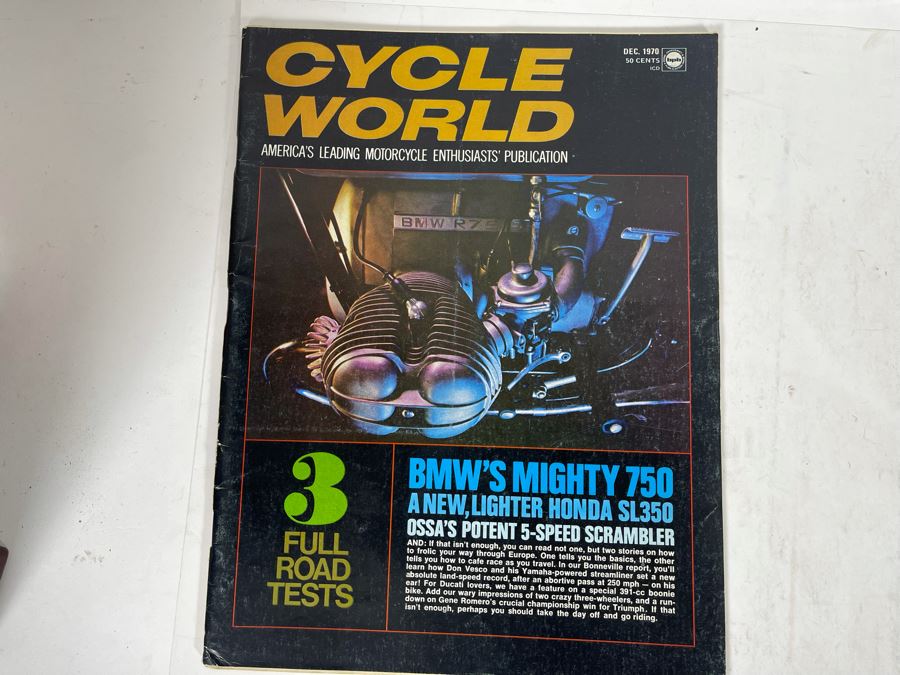 CYCLE
WORLD
AMERICA'S LEADING MOTORCYCLE ENTHUSIASTS' PUBLICATION
DEC. 1970
50 CENTS
ICD
bpb
BMW R75
3
FULL
ROAD
TESTS
BMW'S MIGHTY 750
A NEW, LIGHTER HONDA SL350
OSSA'S POTENT 5-SPEED SCRAMBLER
AND: If that isn't enough, you can read not one, but two stories on how
to frolic your way through Europe. One tells you the basics, the other
tells you how to cafe race as you travel. In our Bonneville report, you'll
learn how Don Vesco and his Yamaha-powered streamliner set a new
absolute land-speed record, after an abortive pass at 250 mph — on his
ear! For Ducati lovers, we have a feature on a special 391-cc boonie
bike. Add our wary impressions of two crazy three-wheelers, and a run-
down on Gene Romero's crucial championship win for Triumph. If that
isn't enough, perhaps you should take the day off and go riding.